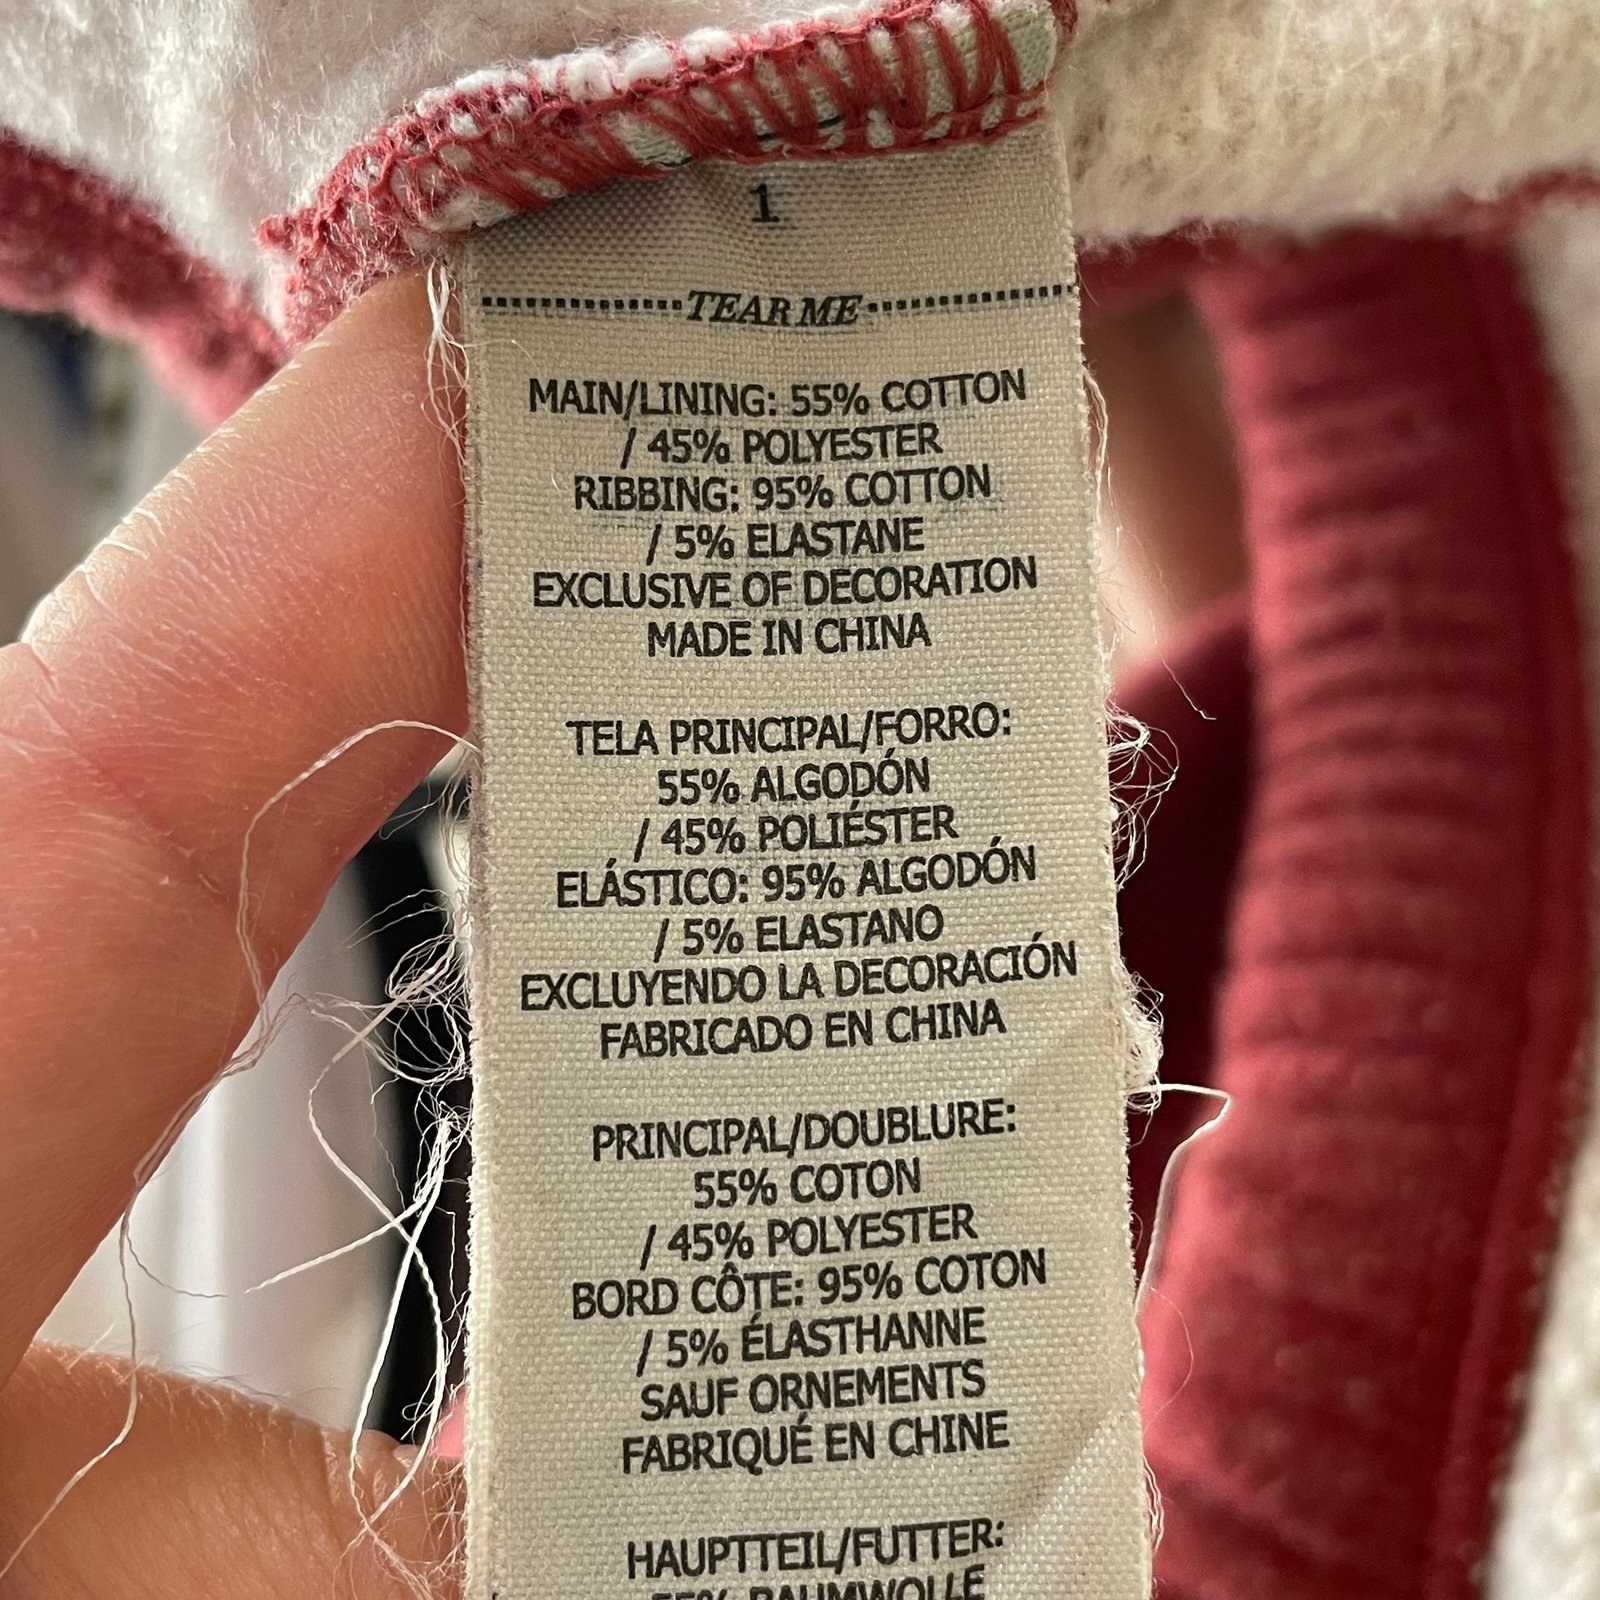 1
TEAR ME
MAIN/LINING: 55% COTTON
/ 45% POLYESTER
RIBBING: 95% COTTON
/ 5% ELASTANE
EXCLUSIVE OF DECORATION
MADE IN CHINA
TELA PRINCIPAL/FORRO:
55% ALGODÓN
/ 45% POLIÉSTER
ELÁSTICO: 95% ALGODÓN
/ 5% ELASTANO
EXCLUYENDO LA DECORACIÓN
FABRICADO EN CHINA
PRINCIPAL/DOUBLURE:
55% COTON
/ 45% POLYESTER
BORD CÔTE: 95% COTON
/ 5% ÉLASTHANNE
SAUF ORNEMENTS
FABRIQUÉ EN CHINE
HAUPTTEIL/FUTTER:
55% BAUMWOLLE